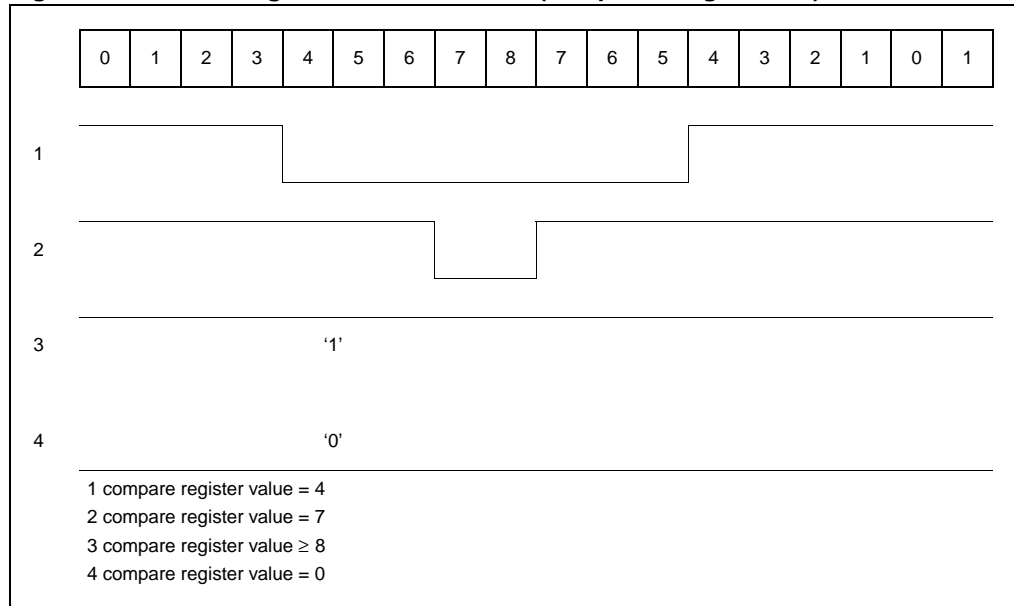 0 1 2 3 4 5 6 7 8 7 6 5 4 3 2 1 0 1
1
2
3 ‘1’
4 ‘0’
1 compare register value = 4
2 compare register value = 7
3 compare register value ≥ 8
4 compare register value = 0